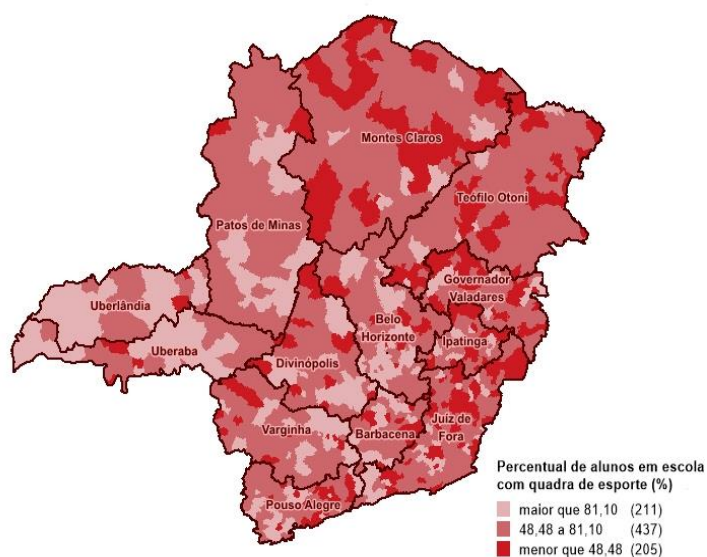 Montes Claros
Teófilo Otoni
Patos de Minas
Governador
Valadares
Uberlândia
Belo
Horizonte
Ipatinga
Uberaba
Divinópolis
Juiz de
Fora
Varginha
Barbacena
Pouso Alegre
Percentual de alunos em escola
com quadra de esporte (%)
maior que 81,10 (211)
48,48 a 81,10 (437)
menor que 48,48 (205)